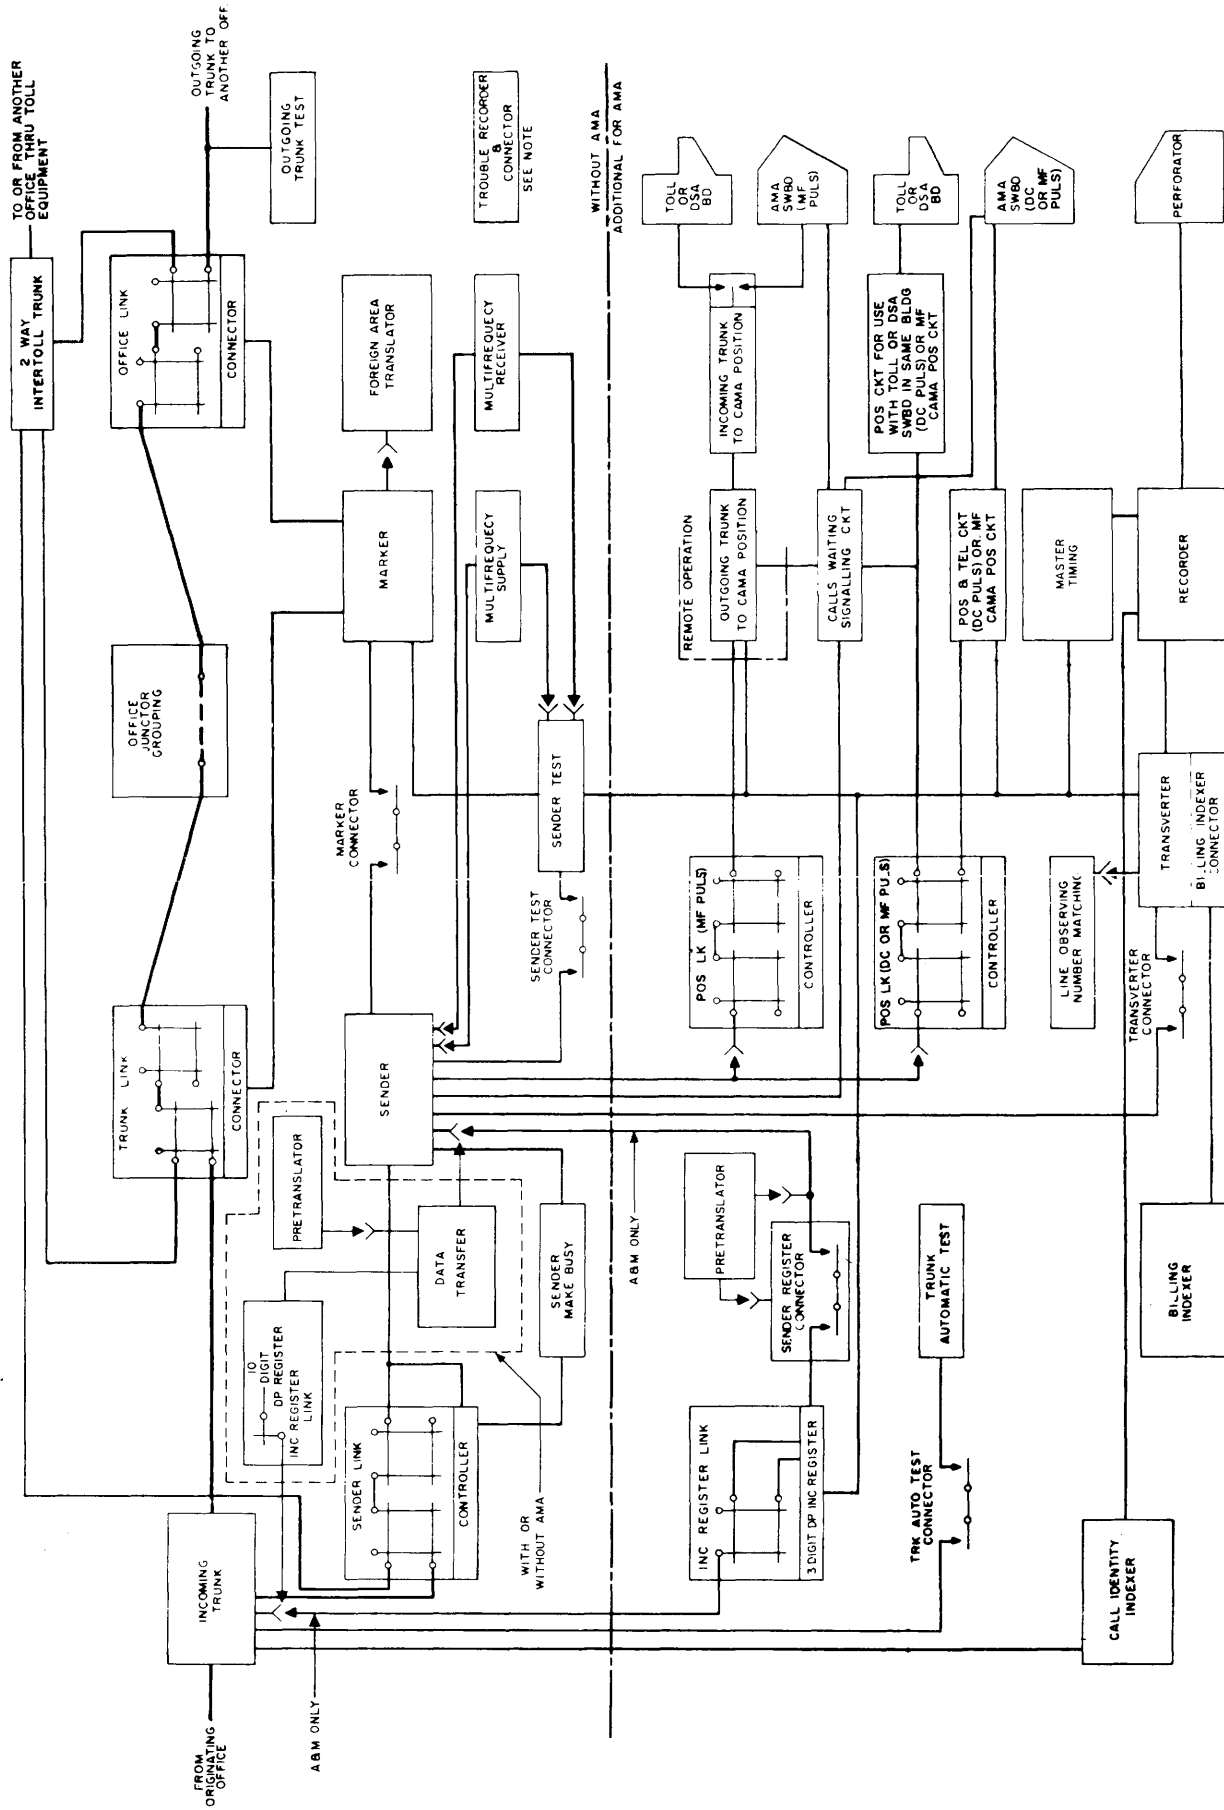 TO OR FROM ANOTHER
OFFICE THRU TOLL
EQUIPMENT
OUTGOING
TRUNK TO
ANOTHER OFF.
2 WAY
INTERTOLL TRUNK
OUTGOING
TRUNK TEST
OFFICE LINK
CONNECTOR
OFFICE
JUNCTOR
GROUPING
TRUNK LINK
CONNECTOR
INCOMING
TRUNK
FROM
ORIGINATING
OFFICE
A&M ONLY
TROUBLE RECORDER
&
CONNECTOR
SEE NOTE
FOREIGN AREA
TRANSLATOR
MULTIFREQUECY
RECEIVER
MARKER
MULTIFREQUECY
SUPPLY
MARKER
CONNECTOR
SENDER TEST
SENDER TEST
CONNECTOR
SENDER
PRETRANSLATOR
DATA
TRANSFER
10
DIGIT
DP REGISTER
INC REGISTER
LINK
SENDER
MAKE BUSY
SENDER LINK
CONTROLLER
WITH OR
WITHOUT AMA
WITHOUT AMA
ADDITIONAL FOR AMA
TOLL
OR
DSA
BD
AMA
SWBD
(MF
PULS)
TOLL
OR
DSA
BD
AMA
SWBD
(DC
OR MF
PULS)
PERFORATOR
INCOMING TRUNK
TO CAMA POSITION
POS CKT FOR USE
WITH TOLL OR DSA
SWBD IN SAME BLDG
(DC PULS) OR MF
CAMA POS CKT
REMOTE OPERATION
OUTGOING TRUNK
TO CAMA POSITION
CALLS WAITING
SIGNALLING CKT
POS & TEL CKT
(DC PULS) OR MF
CAMA POS CKT
MASTER
TIMING
RECORDER
POS LK (MF PULS)
CONTROLLER
POS LK (DC OR MF PULS)
CONTROLLER
LINE OBSERVING
NUMBER MATCHING
TRANSVERTER
BILLING INDEXER
CONNECTOR
TRANSVERTER
CONNECTOR
A&M ONLY
PRETRANSLATOR
SENDER REGISTER
CONNECTOR
TRUNK
AUTOMATIC TEST
BILLING
INDEXER
INC REGISTER LINK
3 DIGIT DP INC REGISTER
TRK AUTO TEST
CONNECTOR
CALL IDENTITY
INDEXER